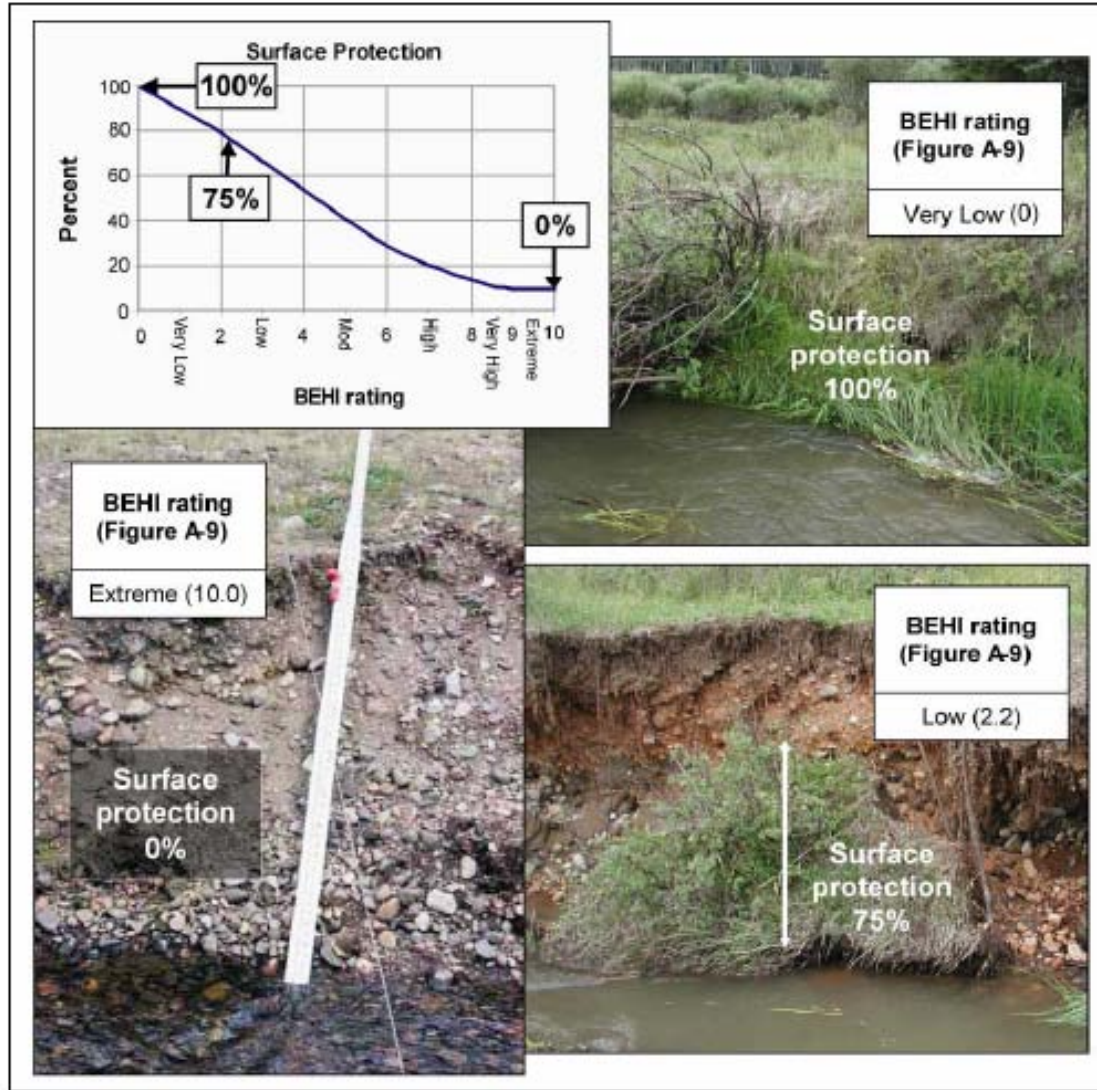 Surface Protection
100%
75%
0%
Percent
100
80
60
40
20
0
0 Very Low 2 Low 4 Mod 6 High 8 Very High 9 Extreme 10
BEHI rating
BEHI rating
(Figure A-9)
Very Low (0)
Surface
protection
100%
BEHI rating
(Figure A-9)
Extreme (10.0)
Surface
protection
0%
BEHI rating
(Figure A-9)
Low (2.2)
Surface
protection
75%